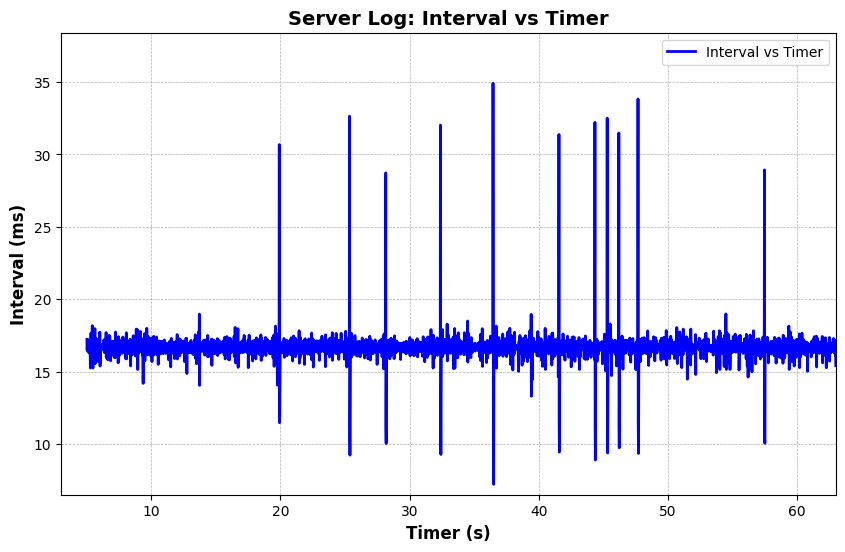 Server Log: Interval vs Timer
Interval vs Timer
35
30
25
20
15
10
Interval (ms)
10 20 30 40 50 60
Timer (s)